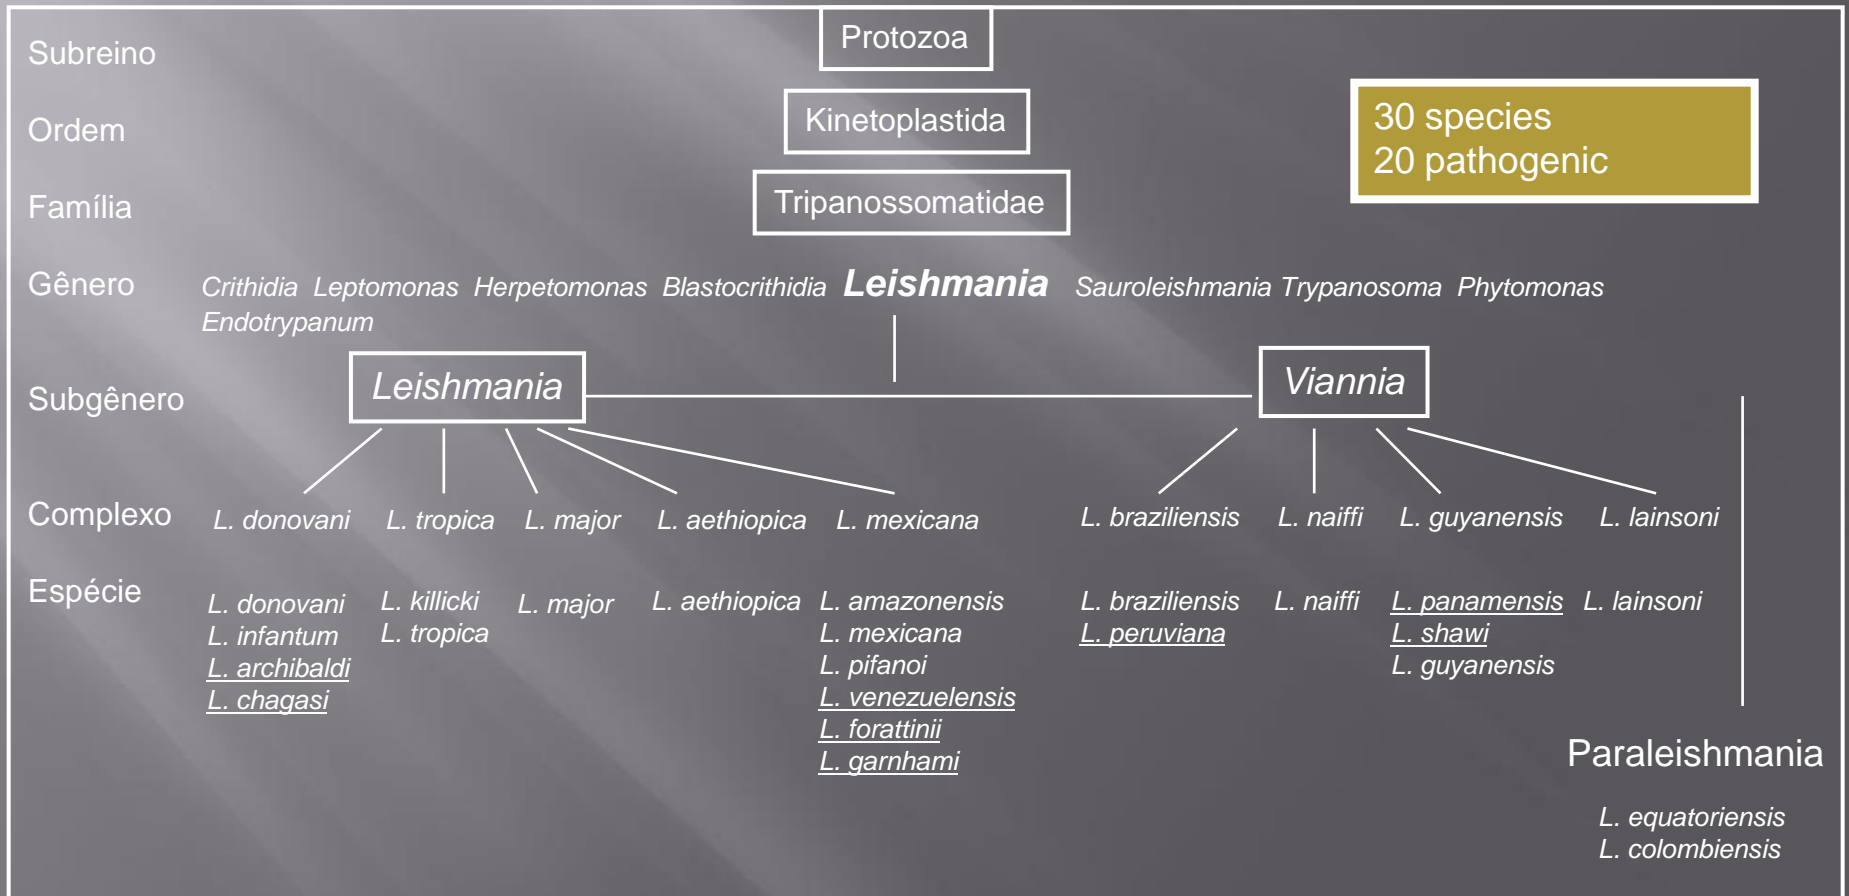 Subreino
Protozoa
30 species
20 pathogenic
Ordem
Kinetoplastida
Família
Tripanossomatidae
Gênero
Crithidia Leptomonas Herpetomonas Blastocrithidia Leishmania Sauroleishmania Trypanosoma Phytomonas
Endotrypanum
Subgênero
Leishmania
Viannia
Complexo
L. donovani L. tropica L. major L. aethiopica L. mexicana L. braziliensis L. naiffi L. guyanensis L. lainsoni
Espécie
L. donovani
L. infantum
L. archibaldi
L. chagasi
L. killicki
L. tropica
L. major
L. aethiopica
L. amazonensis
L. mexicana
L. pifanoi
L. venezuelensis
L. forattinii
L. garnhami
L. braziliensis
L. peruviana
L. naiffi
L. panamensis
L. shawi
L. guyanensis
L. lainsoni
Paraleishmania
L. equatoriensis
L. colombiensis